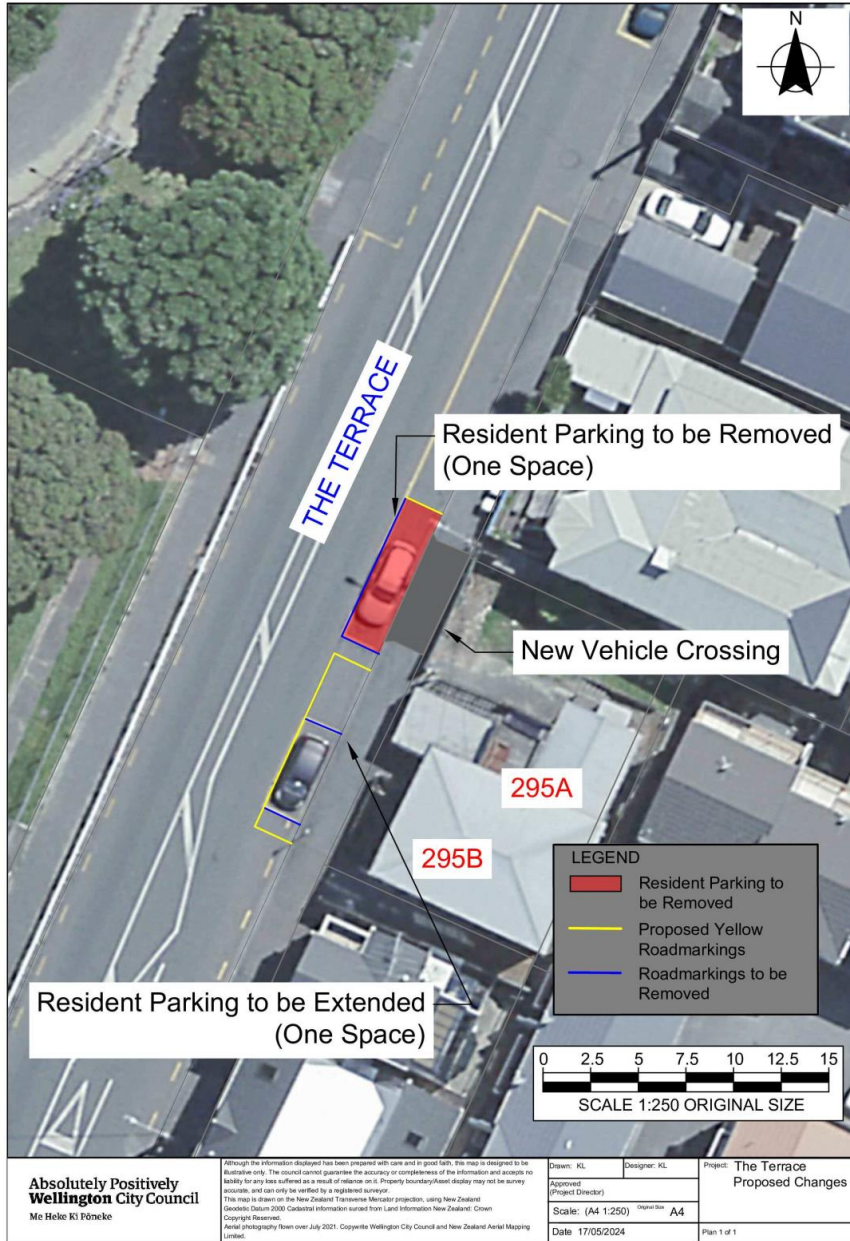 N
THE TERRACE
Resident Parking to be Removed
(One Space)
New Vehicle Crossing
295A
295B
LEGEND
Resident Parking to
be Removed
Proposed Yellow
Roadmarkings
Roadmarkings to be
Removed
Resident Parking to be Extended
(One Space)
0 2.5 5 7.5 10 12.5 15
SCALE 1:250 ORIGINAL SIZE
Absolutely Positively
Wellington City Council
Me Heke Ki Pōneke
Although the information displayed has been prepared with care and in good faith, this map is designed to be
illustrative only. The council cannot guarantee the accuracy or completeness of the information and accepts no
liability for any loss suffered as a result of reliance on it. Property boundary/Asset display may not be survey
accurate, and can only be verified by a registered surveyor.
This map is drawn on the New Zealand Transverse Mercator projection, using New Zealand
Geodetic Datum 2000 Cadastral information surced from Land Information New Zealand: Crown
Copyright Reserved.
Aerial photography flown over July 2021. Copywrite Wellington City Council and New Zealand Aerial Mapping
Limited.
Drawn: KL Designer: KL
Approved
(Project Director)
Scale: (A4 1:250) Original Size A4
Date 17/05/2024
Project: The Terrace
Proposed Changes
Plan 1 of 1